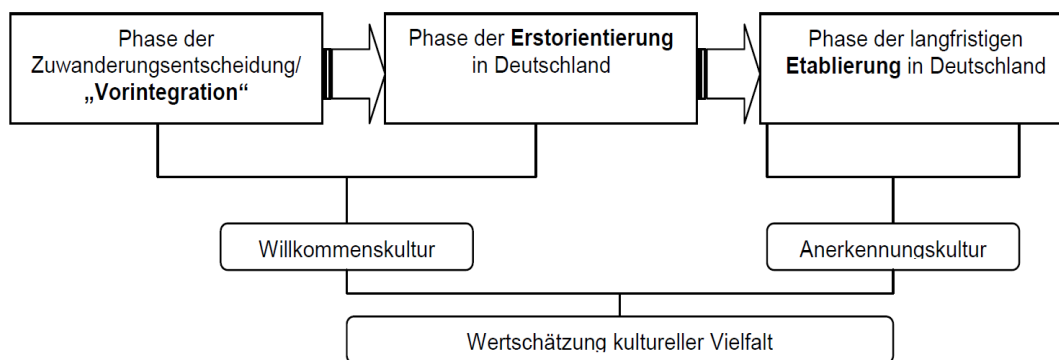 Phase der
Zuwanderungsentscheidung/
„Vorintegration“
Phase der Erstorientierung
in Deutschland
Phase der langfristigen
Etablierung in Deutschland
Willkommenskultur
Anerkennungskultur
Wertschätzung kultureller Vielfalt